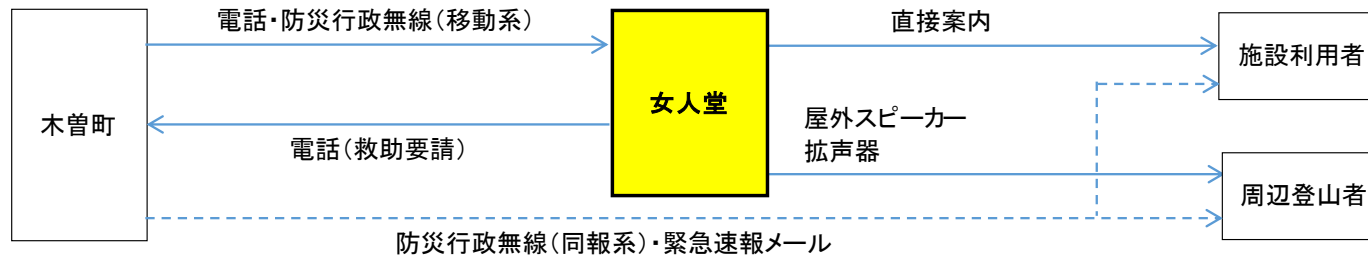 電話・防災行政無線（移動系）
直接案内
施設利用者
木曽町
女人堂
屋外スピーカー
拡声器
電話（救助要請）
周辺登山者
防災行政無線（同報系）・緊急速報メール